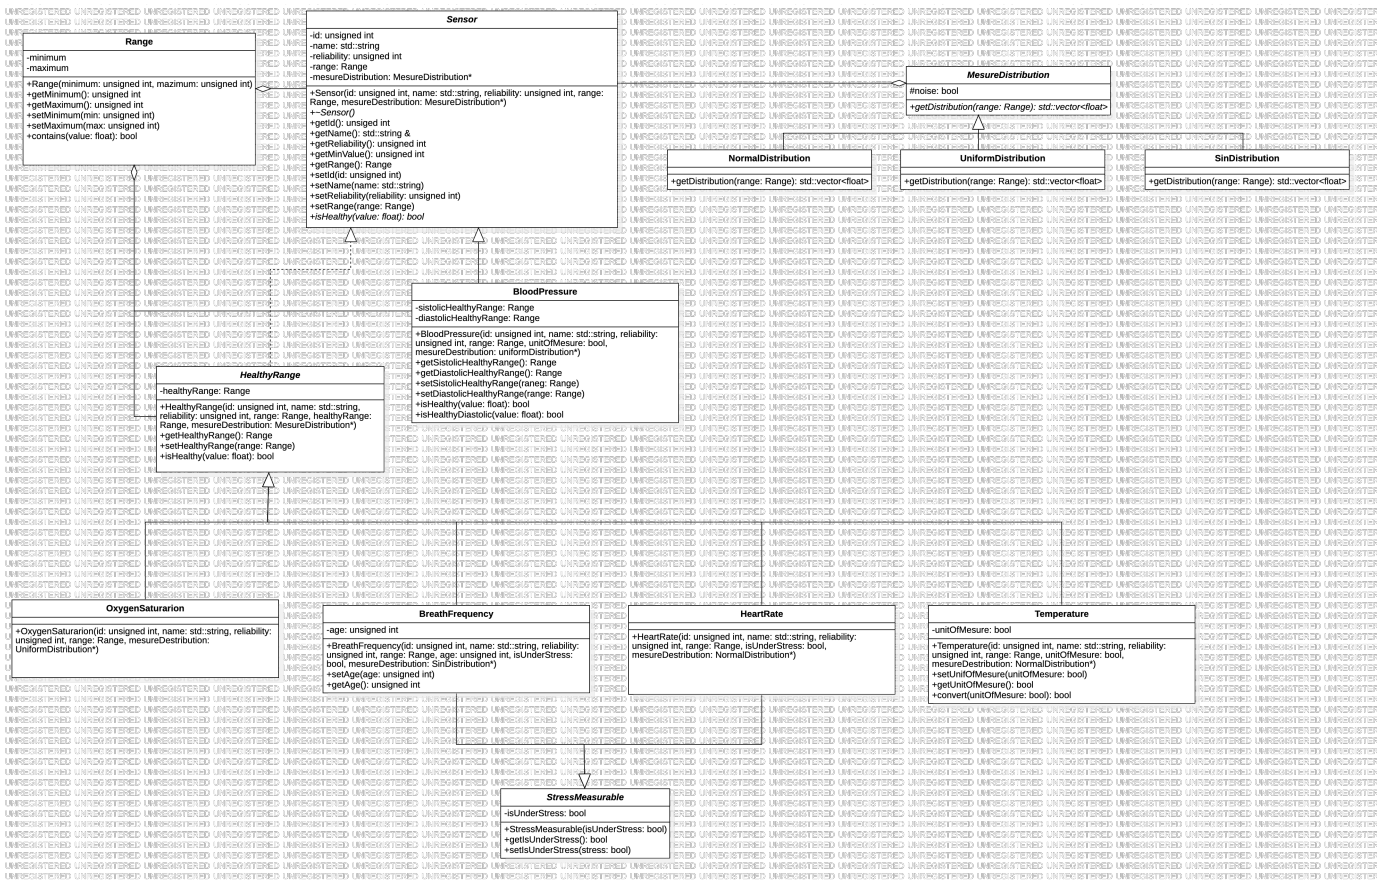 Sensor
-id: unsigned int
-name: std::string
-reliability: unsigned int
-range: Range
-mesureDistribution: MesureDistribution*
+Sensor(id: unsigned int, name: std::string, reliability: unsigned int, range:
Range, mesureDestribution: MesureDistribution*)
+~Sensor()
+getId(): unsiged int
+getName(): std::string &
+getReliability(): unsigned int
+getMinValue(): unsigned int
+getRange(): Range
+setId(id: unsigned int)
+setName(name: std::string)
+setReliability(reliability: unsigned int)
+setRange(range: Range)
+isHealthy(value: float): bool
Range
-minimum
-maximum
+Range(minimum: unsigned int, mazimum: unsigned int)
+getMinimum(): unsigned int
+getMaximum(): unsigned int
+setMinimum(min: unsigned int)
+setMaximum(max: unsigned int)
+contains(value: float): bool
MesureDistribution
#noise: bool
+getDistribution(range: Range): std::vector<float>
NormalDistribution
+getDistribution(range: Range): std::vector<float>
UniformDistribution
+getDistribution(range: Range): std::vector<float>
SinDistribution
+getDistribution(range: Range): std::vector<float>
BloodPressure
-sistolicHealthyRange: Range
-diastolicHealthyRange: Range
+BloodPressure(id: unsigned int, name: std::string, reliability:
unsigned int, range: Range, unitOfMesure: bool,
mesureDestribution: uniformDistribution*)
+getSistolicHealthyRange(): Range
+getDiastolicHealthyRange(): Range
+setSistolicHealthyRange(raneg: Range)
+setDiastolicHealthyRange(range: Range)
+isHealthy(value: float): bool
+isHealthyDiastolic(value: float): bool
HealthyRange
-healthyRange: Range
+HealthyRange(id: unsigned int, name: std::string,
reliability: unsigned int, range: Range, healthyRange:
Range, mesureDestribution: MesureDistribution*)
+getHealthyRange(): Range
+setHealthyRange(range: Range)
+isHealthy(value: float): bool
OxygenSaturarion
+OxygenSaturarion(id: unsigned int, name: std::string, reliability:
unsigned int, range: Range, mesureDestribution:
UniformDistribution*)
BreathFrequency
-age: unsigned int
+BreathFrequency(id: unsigned int, name: std::string, reliability:
unsigned int, range: Range, age: unsigned int, isUnderStress:
bool, mesureDestribution: SinDistribution*)
+setAge(age: unsigned int)
+getAge(): unsigned int
HeartRate
+HeartRate(id: unsigned int, name: std::string, reliability:
unsigned int, range: Range, isUnderStress: bool,
mesureDestribution: NormalDistribution*)
Temperature
-unitOfMesure: bool
+Temperature(id: unsigned int, name: std::string, reliability:
unsigned int, range: Range, unitOfMesure: bool,
mesureDestribution: NormalDistribution*)
+setUnifOfMesure(unitOfMesure: bool)
+getUnitOfMesure(): bool
+convert(unitOfMesure: bool): bool
StressMeasurable
-isUnderStress: bool
+StressMeasurable(isUnderStress: bool)
+getIsUnderStress(): bool
+setIsUnderStress(stress: bool)
UNREGISTERED